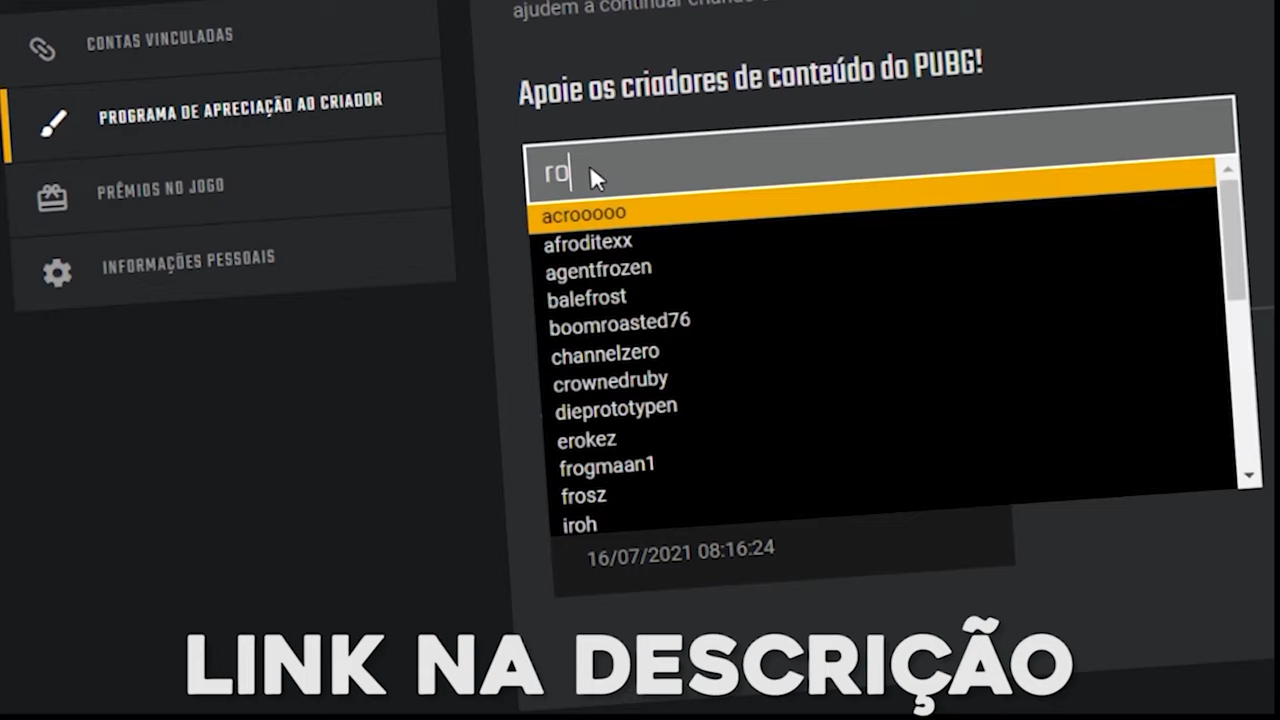 ajudem a continuar criando
CONTAS VINCULADAS
PROGRAMA DE APRECIAÇÃO AO CRIADOR
PRÊMIOS NO JOGO
INFORMAÇÕES PESSOAIS
Apoie os criadores de conteúdo do PUBG!
ro
acrooooo
afroditexx
agentfrozen
balefrost
boomroasted76
channelzero
crownedruby
dieprototypen
erokez
frogmaan1
frosz
iroh
16/07/2021 08:16:24
LINK NA DESCRIÇÃO